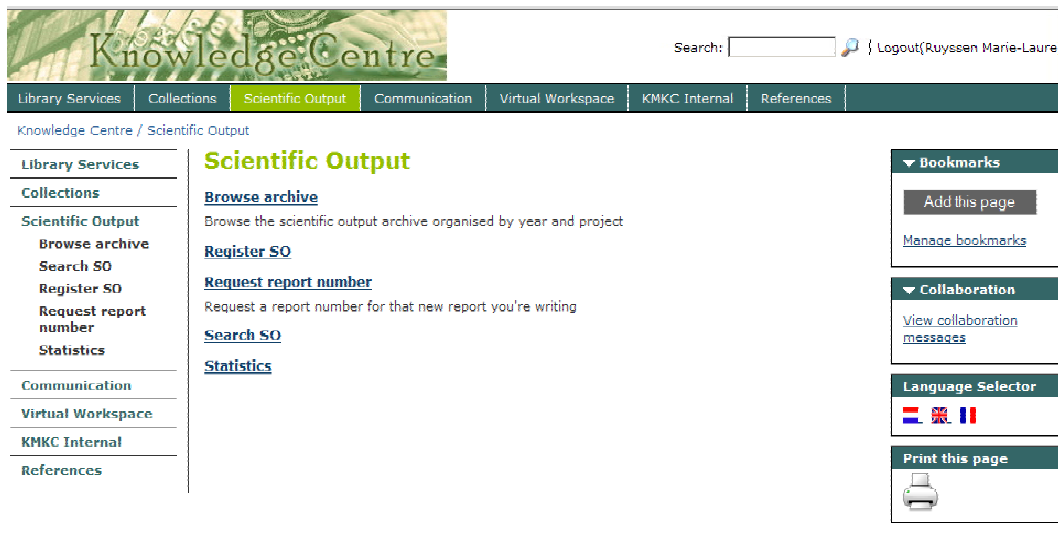 Knowledge Centre
Search:
Logout(Ruyssen Marie-Laure
Library Services
Collections
Scientific Output
Communication
Virtual Workspace
KMKC Internal
References
Knowledge Centre / Scientific Output
Library Services
Collections
Scientific Output
Browse archive
Search SO
Register SO
Request report
number
Statistics
Communication
Virtual Workspace
KMKC Internal
References
Scientific Output
Browse archive
Browse the scientific output archive organised by year and project
Register SO
Request report number
Request a report number for that new report you're writing
Search SO
Statistics
Bookmarks
Add this page
Manage bookmarks
Collaboration
View collaboration
messages
Language Selector
Print this page